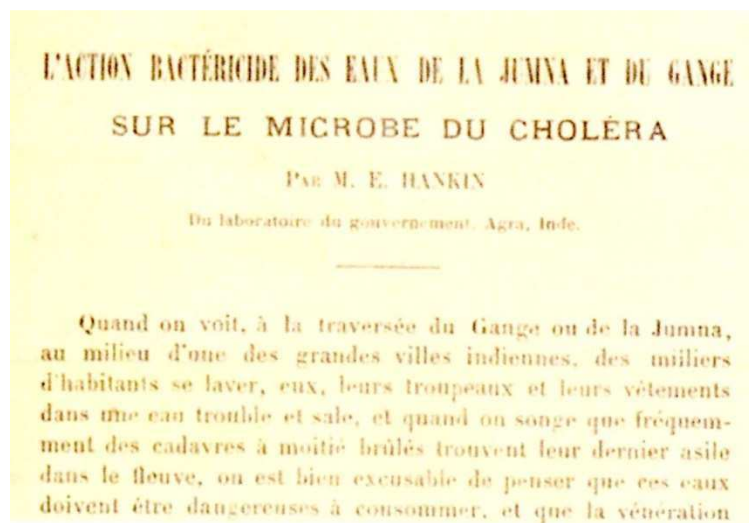 L'ACTION BACTÉRICIDE DES EAUX DE LA JUMNA ET DU GANGE
SUR LE MICROBE DU CHOLÉRA
PAR M. E. HANKIN
Du laboratoire du gouvernement, Agra, Inde.
Quand on voit, à la traversée du Gange ou de la Jumna,
au milieu d'une des grandes villes indiennes, des milliers
d'habitants se laver, eux, leurs troupeaux et leurs vêtements
dans une eau trouble et sale, et quand on songe que fréquem-
ment des cadavres à moitié brûlés trouvent leur dernier asile
dans le fleuve, on est bien excusable de penser que ces eaux
doivent être dangereuses à consommer, et que la vénération